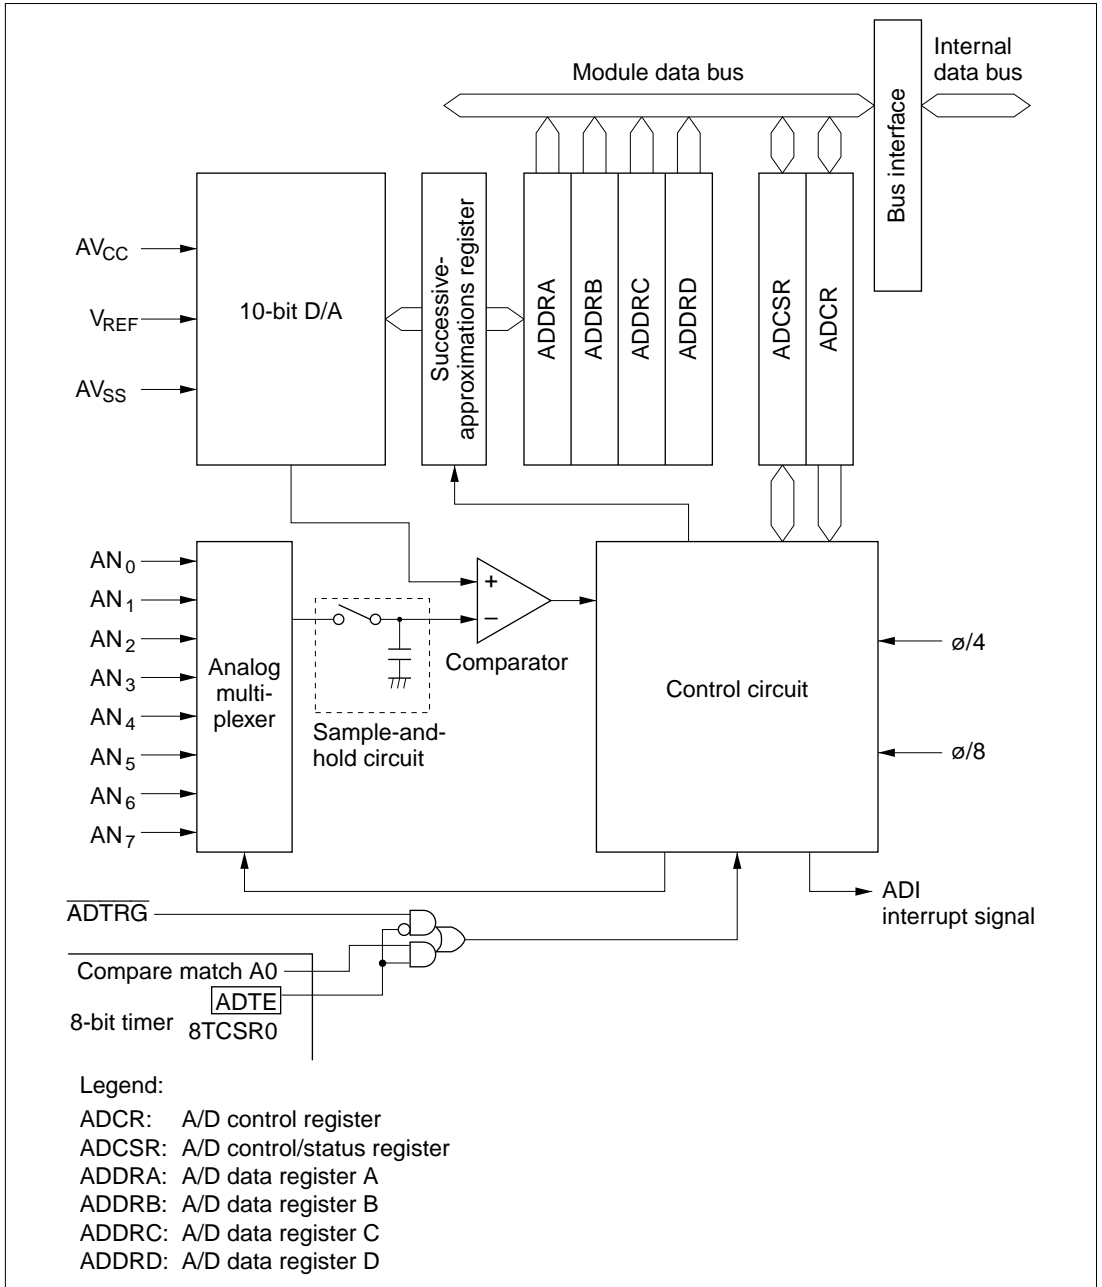 Internal
data bus
Module data bus
Bus interface
AVCC
VREF
AVSS
10-bit D/A
Successive-
approximations register
ADDRA
ADDRB
ADDRC
ADDRD
ADCSR
ADCR
AN0
AN1
AN2
AN3
AN4
AN5
AN6
AN7
Analog
multi-
plexer
Sample-and-
hold circuit
+
−
Comparator
Control circuit
ø/4
ø/8
ADI
interrupt signal
ADTRG
Compare match A0
ADTE
8-bit timer
8TCSR0
Legend:
ADCR: A/D control register
ADCSR: A/D control/status register
ADDRA: A/D data register A
ADDRB: A/D data register B
ADDRC: A/D data register C
ADDRD: A/D data register D